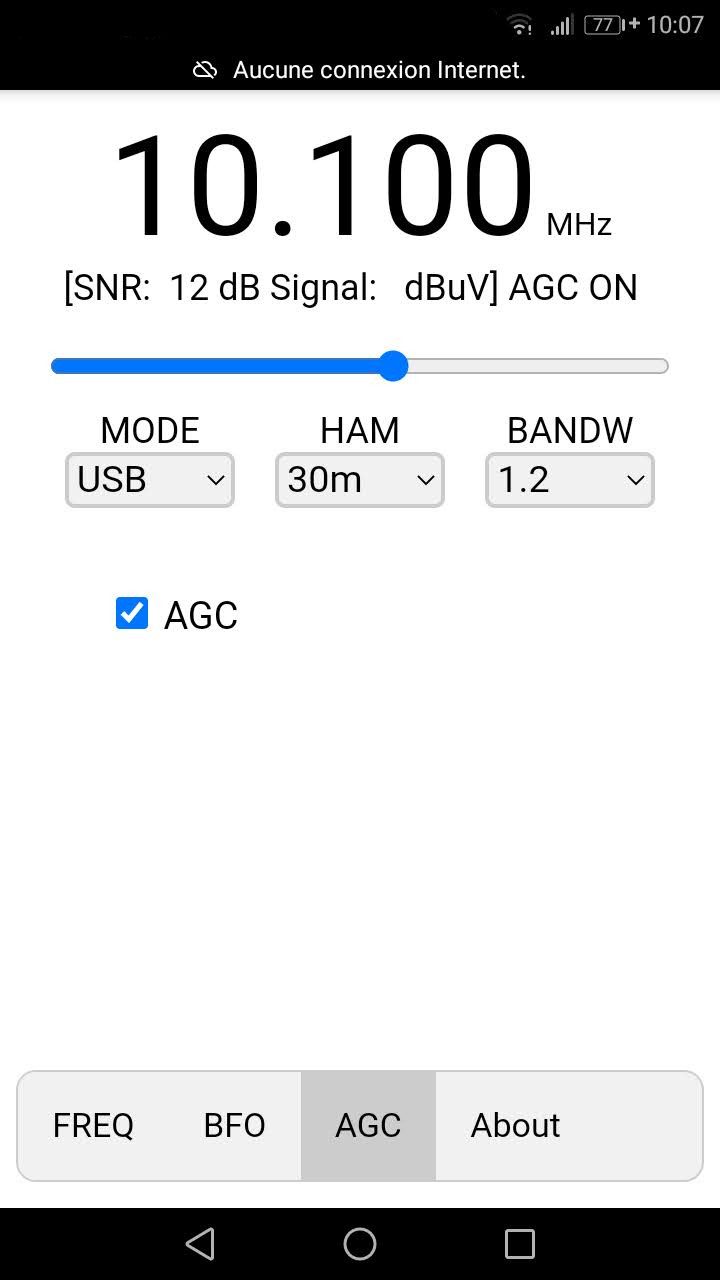 77 10:07
Aucune connexion Internet.
10.100 MHz
[SNR: 12 dB Signal: dBuV] AGC ON
MODE HAM BANDW
USB 30m 1.2
AGC
FREQ BFO AGC About